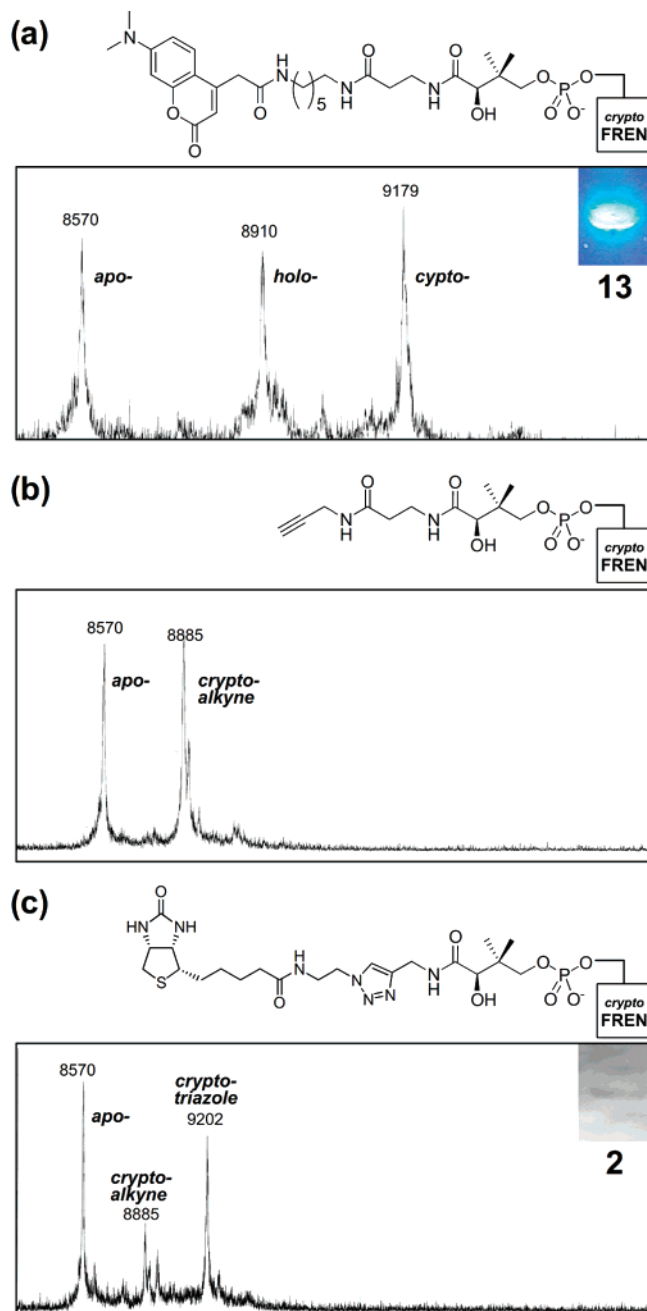 (a)
N
O
O
O
H
N
5
N
H
O
H
N
O
OH
O
P
O
O-
O
crypto
FREN
8570
apo-
8910
holo-
9179
cypto-
13
(b)
N
H
O
H
N
O
OH
O
P
O
O-
O
crypto
FREN
8570
apo-
8885
crypto-
alkyne
(c)
O
HN
NH
S
O
H
N
N
N=N
H
N
O
OH
O
P
O
O-
O
crypto
FREN
8570
apo-
crypto-
alkyne
8885
crypto-
triazole
9202
2